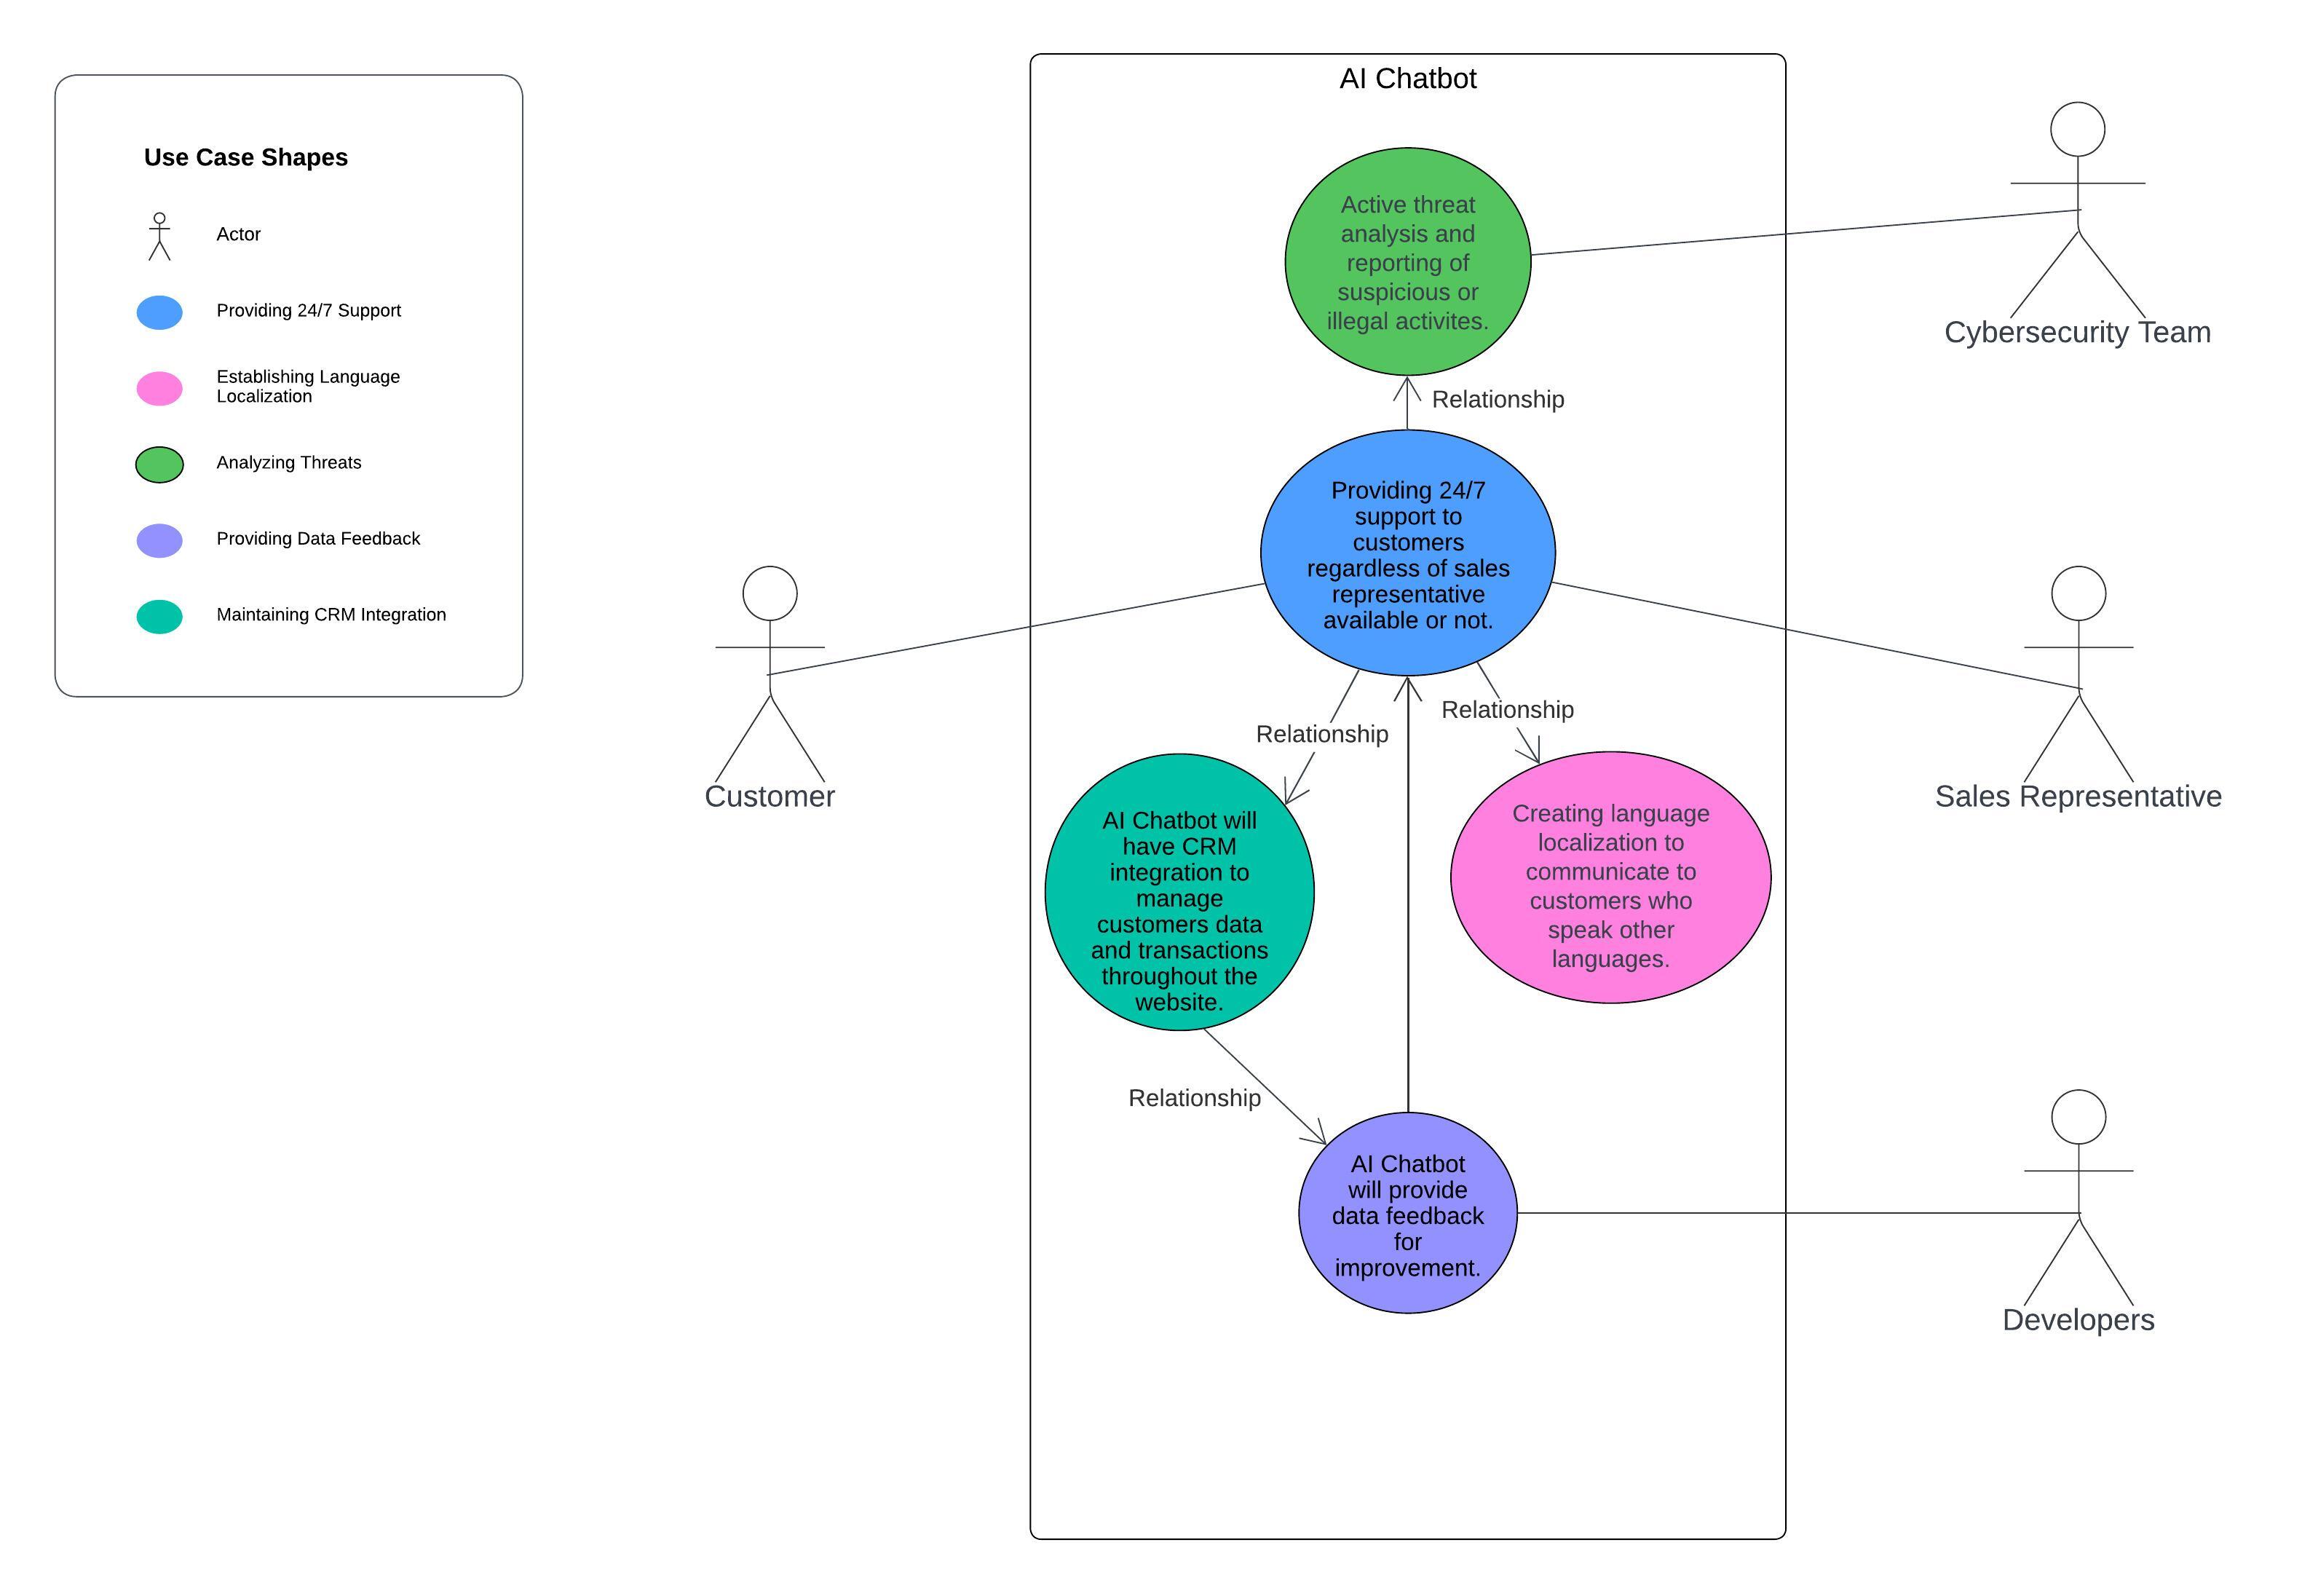 Use Case Shapes
Actor
Providing 24/7 Support
Establishing Language
Localization
Analyzing Threats
Providing Data Feedback
Maintaining CRM Integration
AI Chatbot
Active threat
analysis and
reporting of
suspicious or
illegal activites.
Cybersecurity Team
Relationship
Providing 24/7
support to
customers
regardless of sales
representative
available or not.
Customer
Sales Representative
Relationship
Relationship
AI Chatbot will
have CRM
integration to
manage
customers data
and transactions
throughout the
website.
Creating language
localization to
communicate to
customers who
speak other
languages.
Relationship
AI Chatbot
will provide
data feedback
for
improvement.
Developers